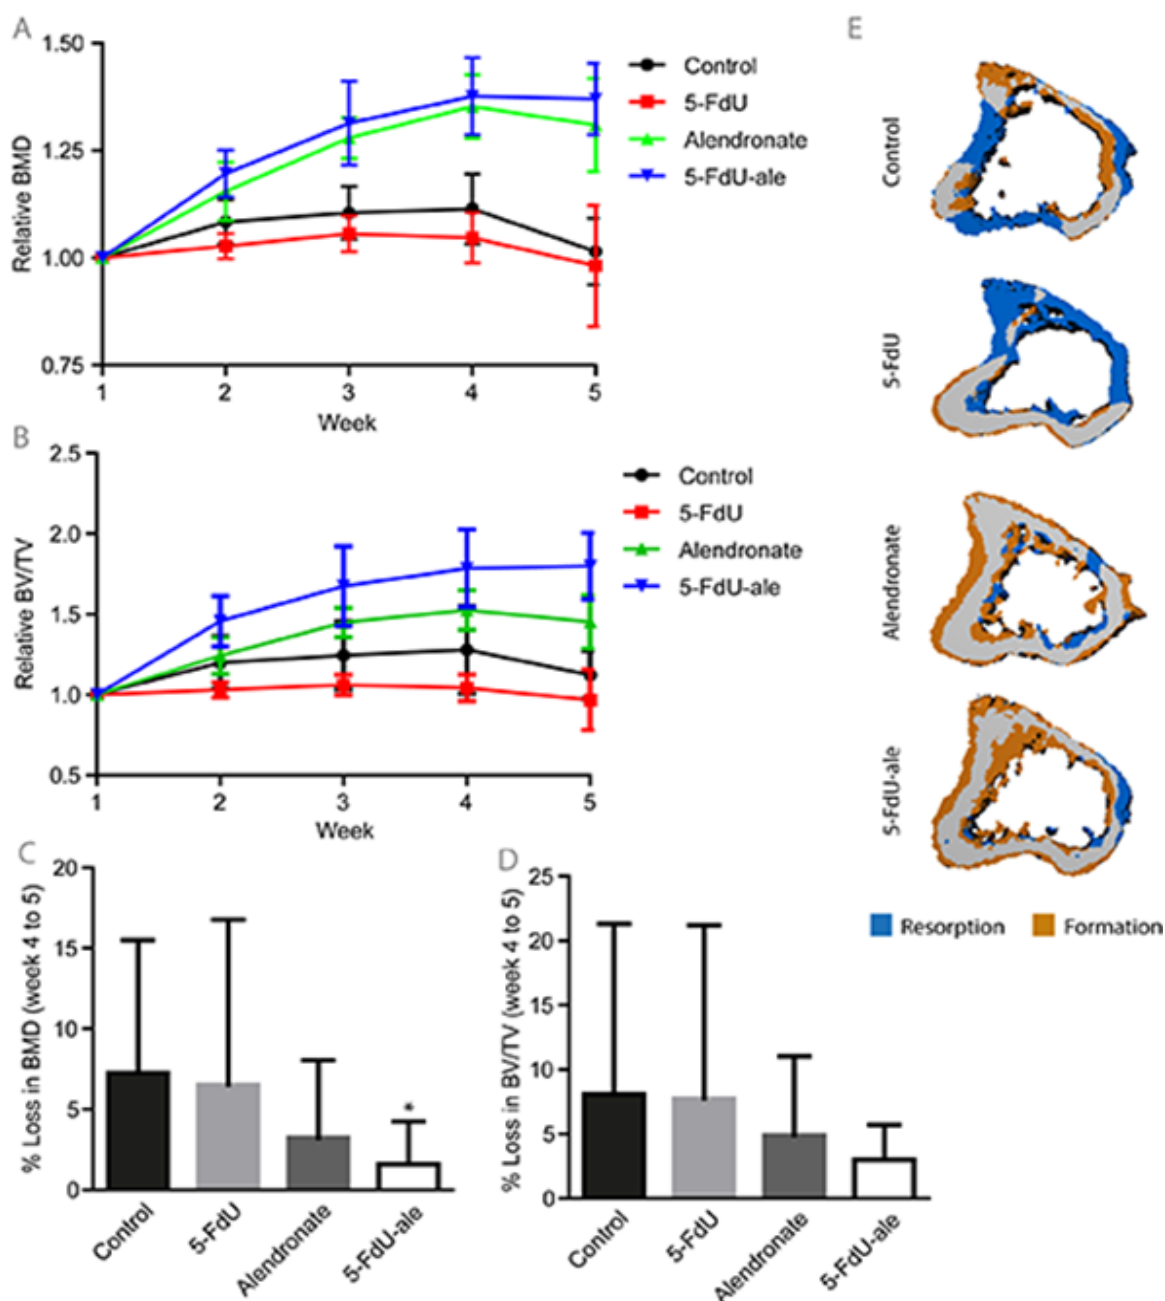 A
1.50
1.25
1.00
0.75
Relative BMD
1 2 3 4 5
Week
Control
5-FdU
Alendronate
5-FdU-ale
B
2.5
2.0
1.5
1.0
0.5
Relative BV/TV
1 2 3 4 5
Week
Control
5-FdU
Alendronate
5-FdU-ale
C
20
15
10
5
0
% Loss in BMD (week 4 to 5)
*
Control
5-FdU
Alendronate
5-FdU-ale
D
25
20
15
10
5
0
% Loss in BV/TV (week 4 to 5)
Control
5-FdU
Alendronate
5-FdU-ale
E
Control
5-FdU
Alendronate
5-FdU-ale
Resorption
Formation